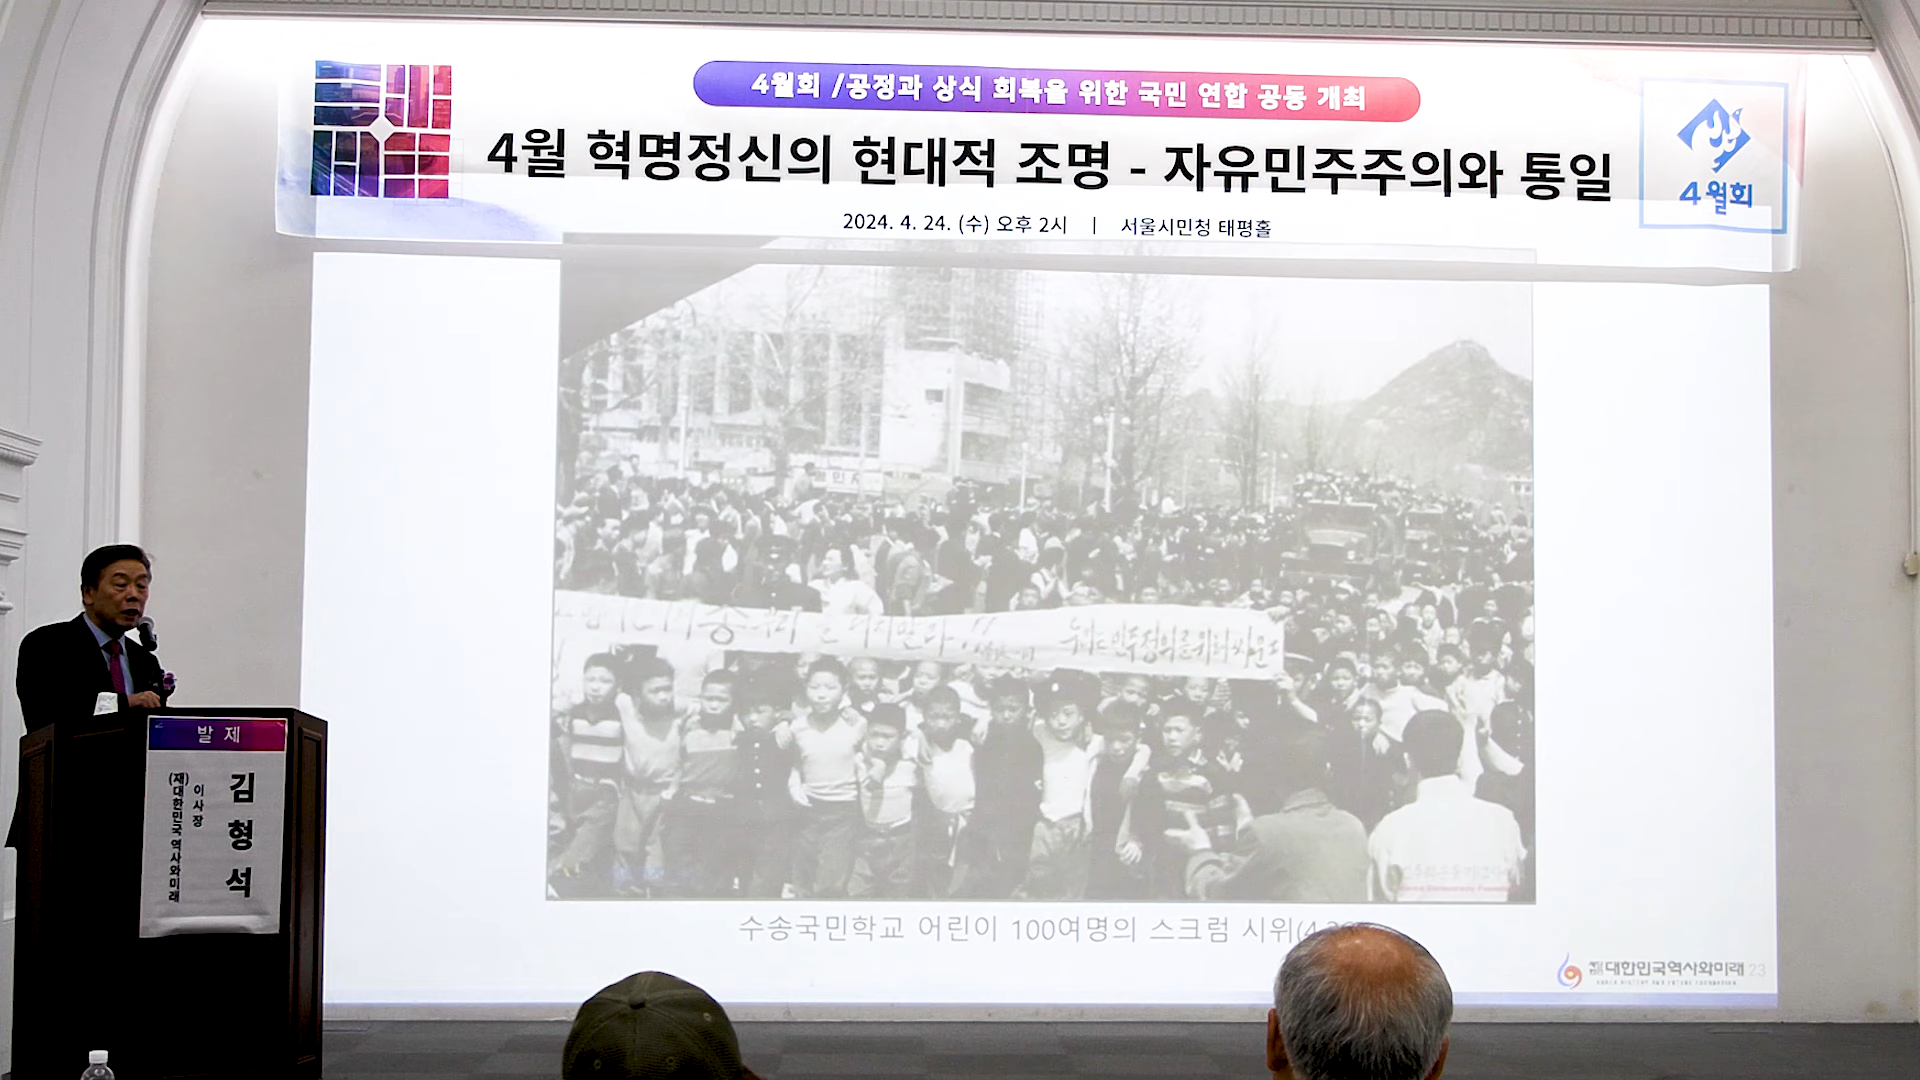 4월회 /공정과 상식 회복을 위한 국민 연합 공동 개최
4월 혁명정신의 현대적 조명 - 자유민주주의와 통일
2024. 4. 24. (수) 오후 2시 | 서울시민청 태평홀
4월회
수송국민학교 어린이 100여명의 스크럼 시위(4.
대한민국역사와미래 23
발 제
김형석
이사장
(재)대한민국 역사와미래